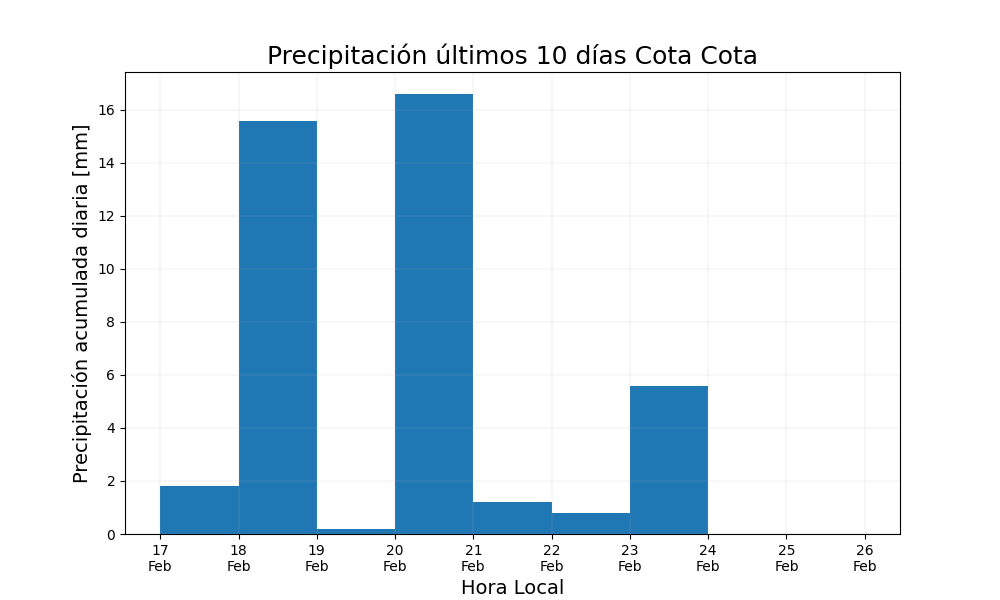 Precipitación últimos 10 días Cota Cota
Precipitación acumulada diaria [mm]
16
14
12
10
8
6
4
2
0
17 18 19 20 21 22 23 24 25 26
Feb Feb Feb Feb Feb Feb Feb Feb Feb Feb
Hora Local